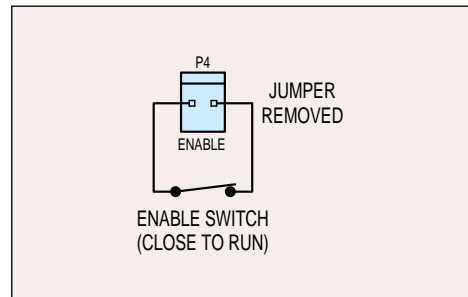 P4
JUMPER
REMOVED
ENABLE
ENABLE SWITCH
(CLOSE TO RUN)